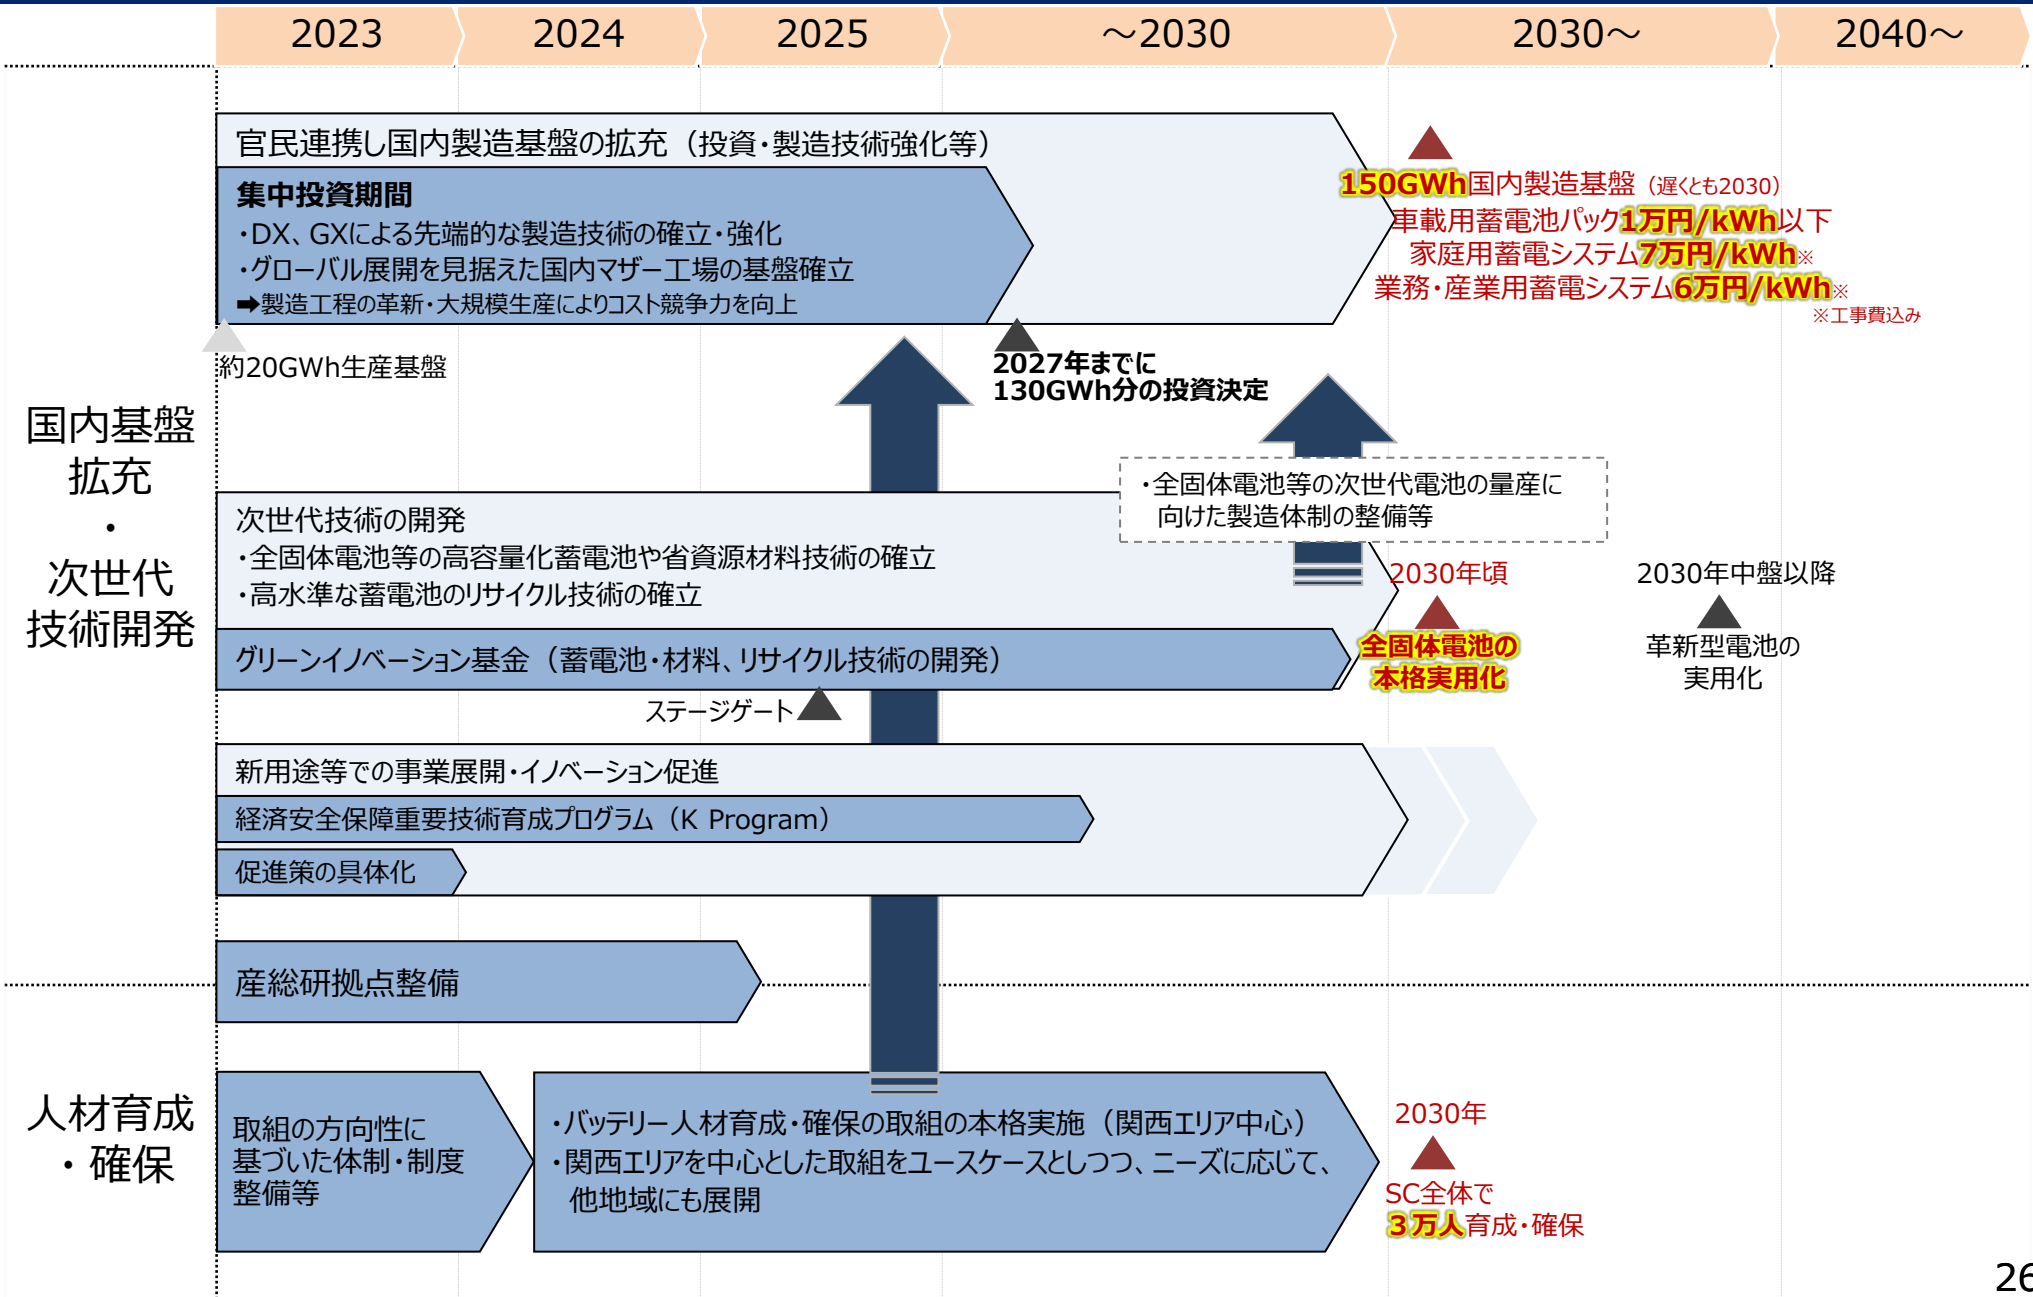 2023
2024
2025
～2030
2030～
2040～
国内基盤
拡充
・
次世代
技術開発
官民連携し国内製造基盤の拡充（投資・製造技術強化等）
集中投資期間
・DX、GXによる先端的な製造技術の確立・強化
・グローバル展開を見据えた国内マザー工場の基盤確立
➡製造工程の革新・大規模生産によりコスト競争力を向上
約20GWh生産基盤
2027年までに
130GWh分の投資決定
150GWh国内製造基盤（遅くとも2030）
車載用蓄電池パック1万円/kWh以下
家庭用蓄電システム7万円/kWh※
業務・産業用蓄電システム6万円/kWh※
※工事費込み
・全固体電池等の次世代電池の量産に
向けた製造体制の整備等
次世代技術の開発
・全固体電池等の高容量化蓄電池や省資源材料技術の確立
・高水準な蓄電池のリサイクル技術の確立
グリーンイノベーション基金（蓄電池・材料、リサイクル技術の開発）
ステージゲート
2030年頃
全固体電池の
本格実用化
2030年中盤以降
革新型電池の
実用化
新用途等での事業展開・イノベーション促進
経済安全保障重要技術育成プログラム（K Program）
促進策の具体化
産総研拠点整備
人材育成
・確保
取組の方向性に
基づいた体制・制度
整備等
・バッテリー人材育成・確保の取組の本格実施（関西エリア中心）
・関西エリアを中心とした取組をユースケースとしつつ、ニーズに応じて、
他地域にも展開
2030年
SC全体で
３万人育成・確保
26